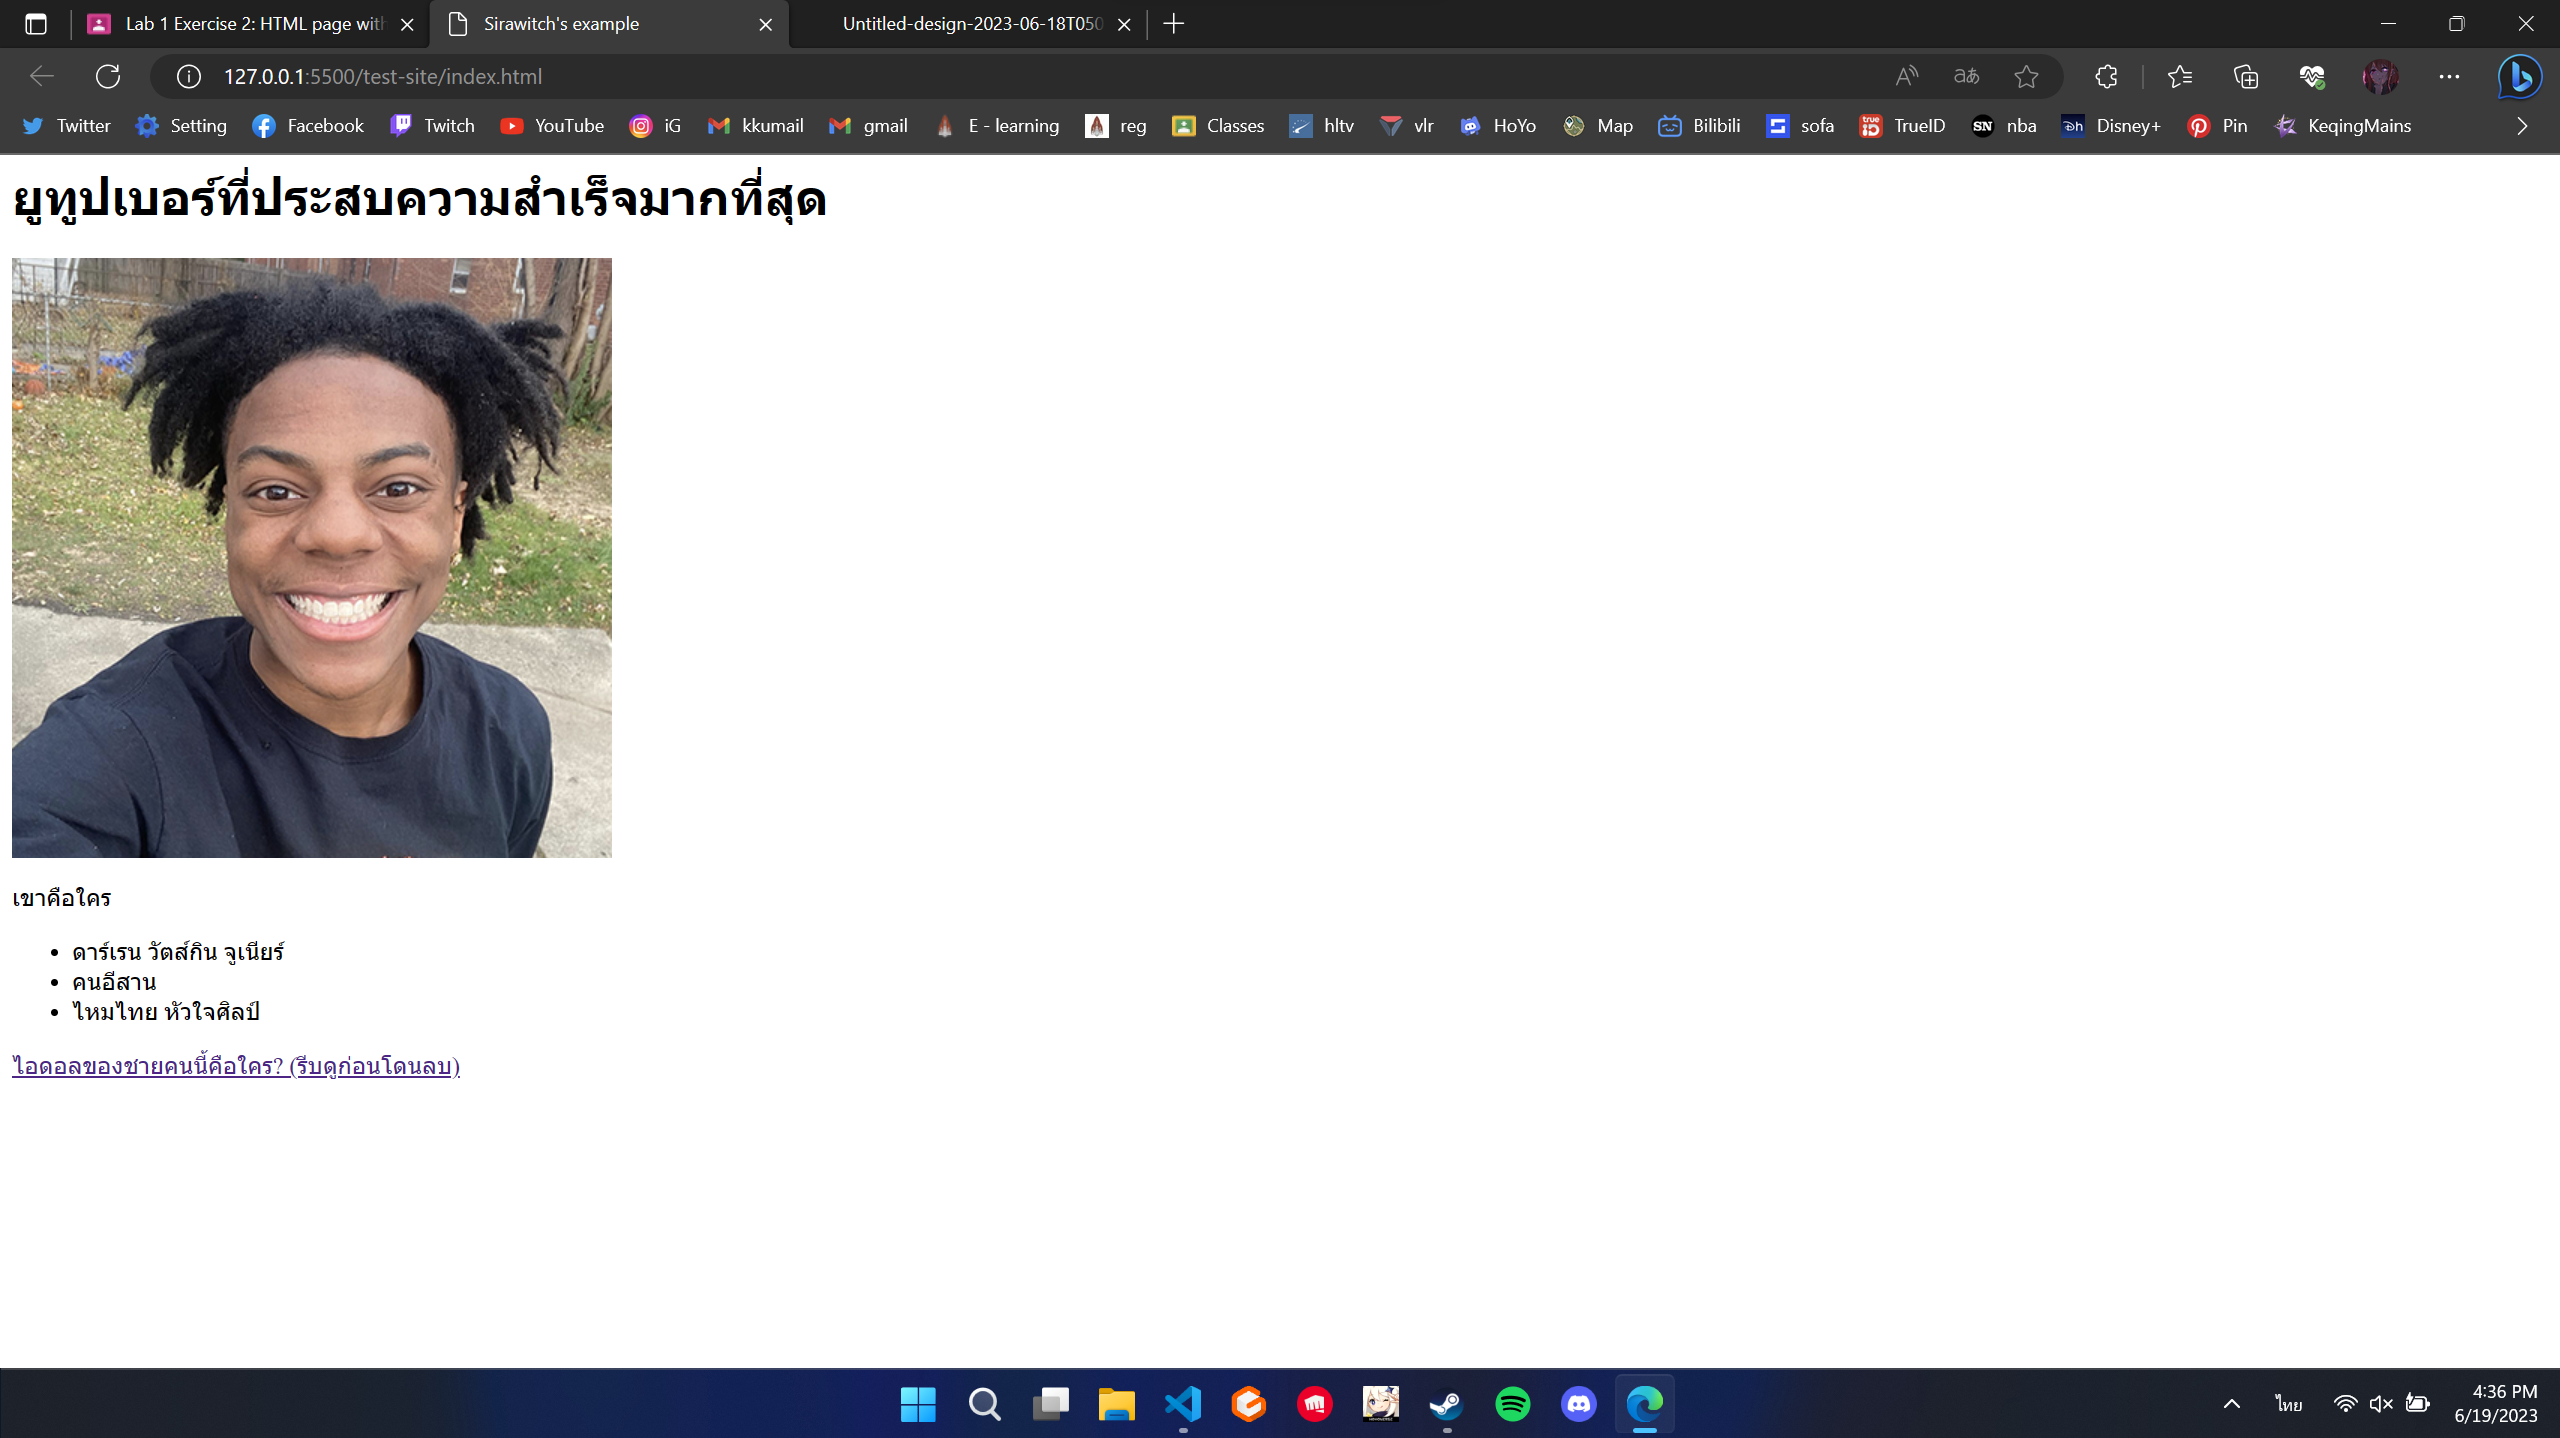 Lab 1 Exercise 2: HTML page with
Sirawitch's example
Untitled-design-2023-06-18T050
127.0.0.1:5500/test-site/index.html
Twitter Setting Facebook Twitch YouTube iG kkumail gmail E - learning reg Classes hltv vlr HoYo Map Bilibili sofa TrueID nba Disney+ Pin KeqingMains
ยูทูปเบอร์ที่ประสบความสำเร็จมากที่สุด
เขาคือใคร
• ดาร์เรน วัตส์กิน จูเนียร์
• คนอีสาน
• ไหมไทย หัวใจศิลป์
ไอดอลของชายคนนี้คือใคร? (รีบดูก่อนโดนลบ)
ไทย
4:36 PM
6/19/2023